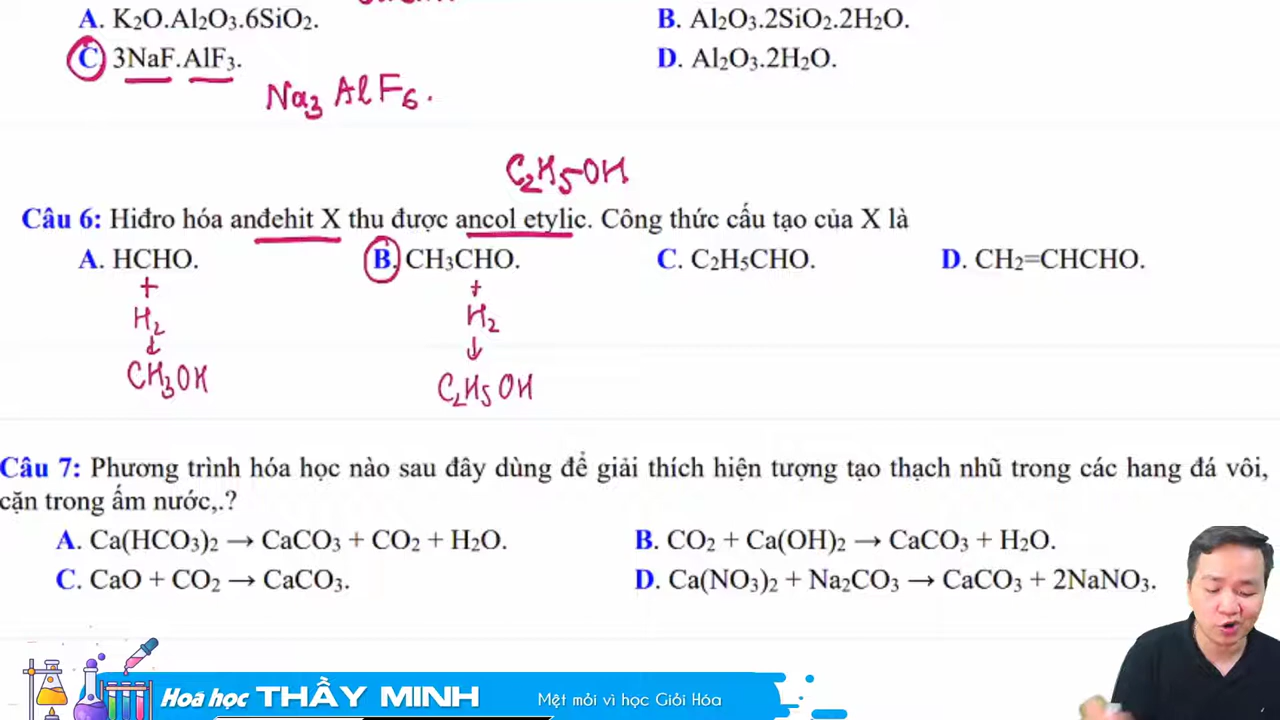 A. K₂O.Al₂O₃.6SiO₂. B. Al₂O₃.2SiO₂.2H₂O.
C 3NaF.AlF₃. D. Al₂O₃.2H₂O.
Na₃AlF₆.
C₂H₅-OH
Câu 6: Hiđro hóa anđehit X thu được ancol etylic. Công thức cấu tạo của X là
A. HCHO. B. CH₃CHO. C. C₂H₅CHO. D. CH₂=CHCHO.
+ +
H₂ H₂
↓ ↓
CH₃OH C₂H₅OH
Câu 7: Phương trình hóa học nào sau đây dùng để giải thích hiện tượng tạo thạch nhũ trong các hang đá vôi,
cặn trong ấm nước,.?
A. Ca(HCO₃)₂ → CaCO₃ + CO₂ + H₂O. B. CO₂ + Ca(OH)₂ → CaCO₃ + H₂O.
C. CaO + CO₂ → CaCO₃. D. Ca(NO₃)₂ + Na₂CO₃ → CaCO₃ + 2NaNO₃.
Hoá học THẦY MINH Mệt mỏi vì học Giỏi Hóa